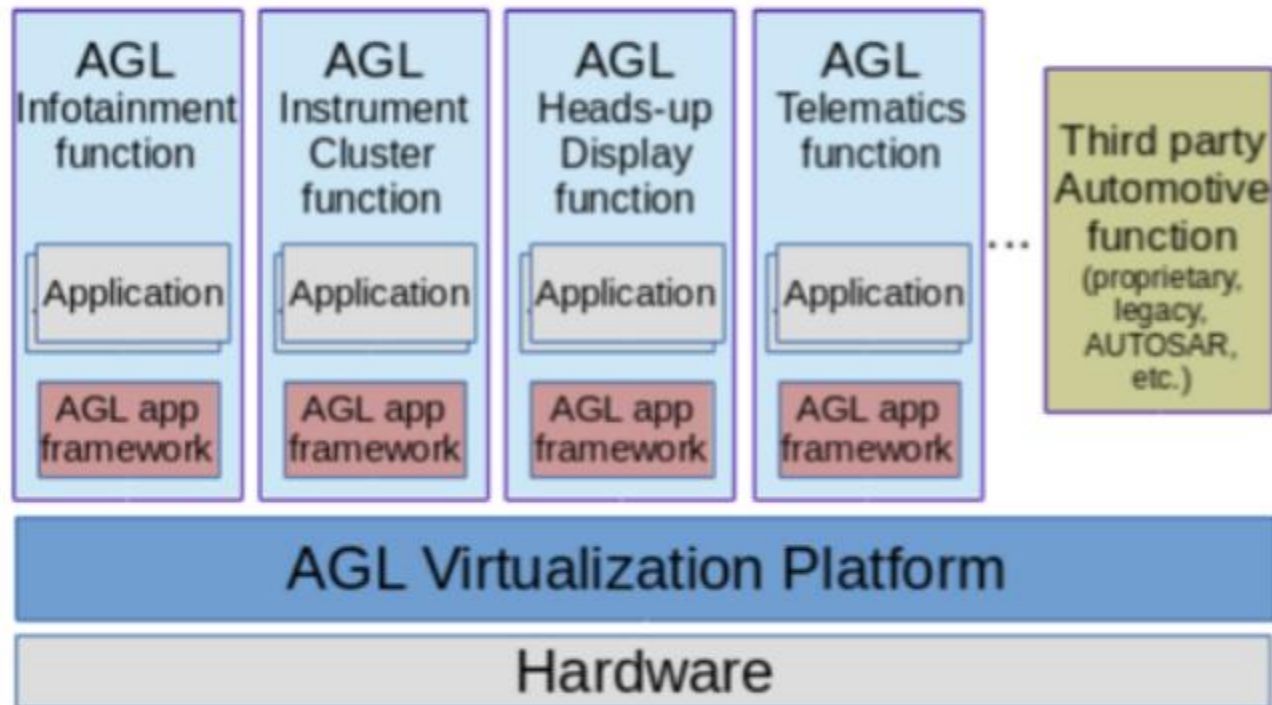 AGL
Infotainment
function
Application
AGL app
framework
AGL
Instrument
Cluster
function
Application
AGL app
framework
AGL
Heads-up
Display
function
Application
AGL app
framework
AGL
Telematics
function
Application
AGL app
framework
...
Third party
Automotive
function
(proprietary,
legacy,
AUTOSAR,
etc.)
AGL Virtualization Platform
Hardware